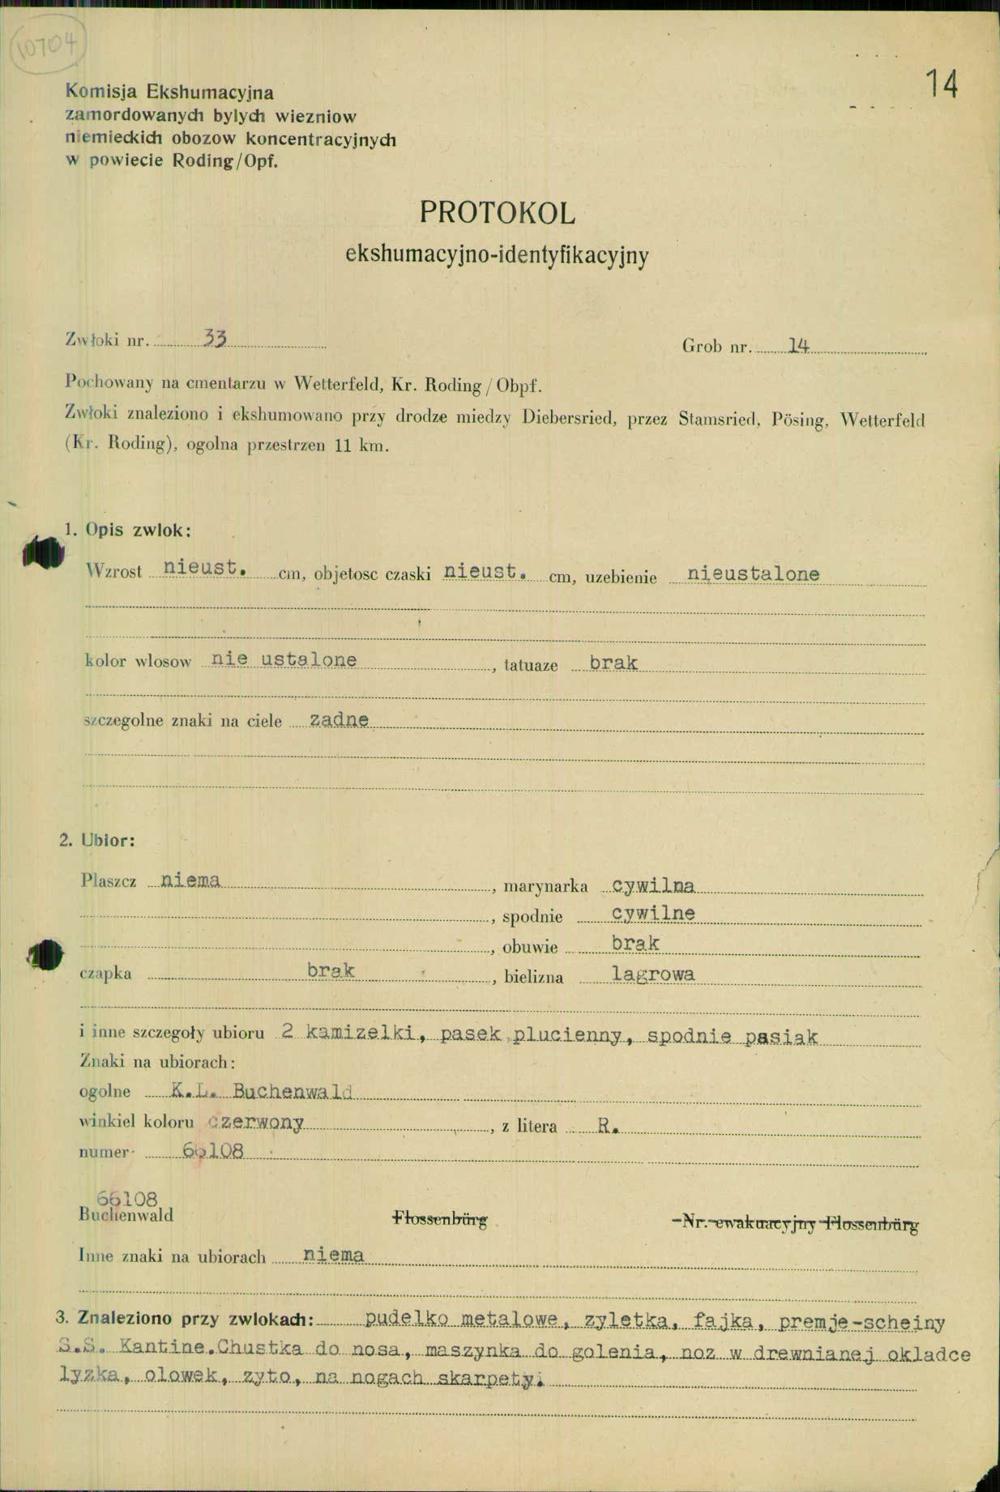 10704
14
Komisja Ekshumacyjna
zamordowanych bylych wiezniow
niemieckich obozow koncentracyjnych
w powiecie Roding/Opf.
PROTOKOL
ekshumacyjno-identyfikacyjny
Zwłoki nr. 33 Grob nr. 14
Pochowany na cmentarzu w Wetterfeld, Kr. Roding / Obpf.
Zwłoki znaleziono i ekshumowano przy drodze miedzy Diebersried, przez Stamsried, Pösing, Wetterfeld
(Kr. Roding), ogolna przestrzen 11 km.
1. Opis zwlok:
Wzrost nieust. cm, objetosc czaski nieust. cm, uzebienie nieustalone
kolor wlosow nie ustalone, tatuaze brak
szczegolne znaki na ciele zadne
2. Ubior:
Plaszcz niema, marynarka cywilna
, spodnie cywilne
, obuwie brak
czapka brak, bielizna lagrowa
i inne szczegoły ubioru 2 kamizelki, pasek plucienny, spodnie pasiak
Znaki na ubiorach:
ogolne K.L. Buchenwald
winkiel koloru czerwony, z litera R.
numer 66108
66108
Buchenwald Flossenbürg Nr. ewakuacyjny Flossenbürg
Inne znaki na ubiorach niema
3. Znaleziono przy zwlokach: pudelko metalowe, zyletka, fajka, premje-scheiny
S.S. Kantine.Chustka do nosa, maszynka do golenia, noz w drewnianej okladce
lyzka, olowek, zyto, na nogach skarpety.